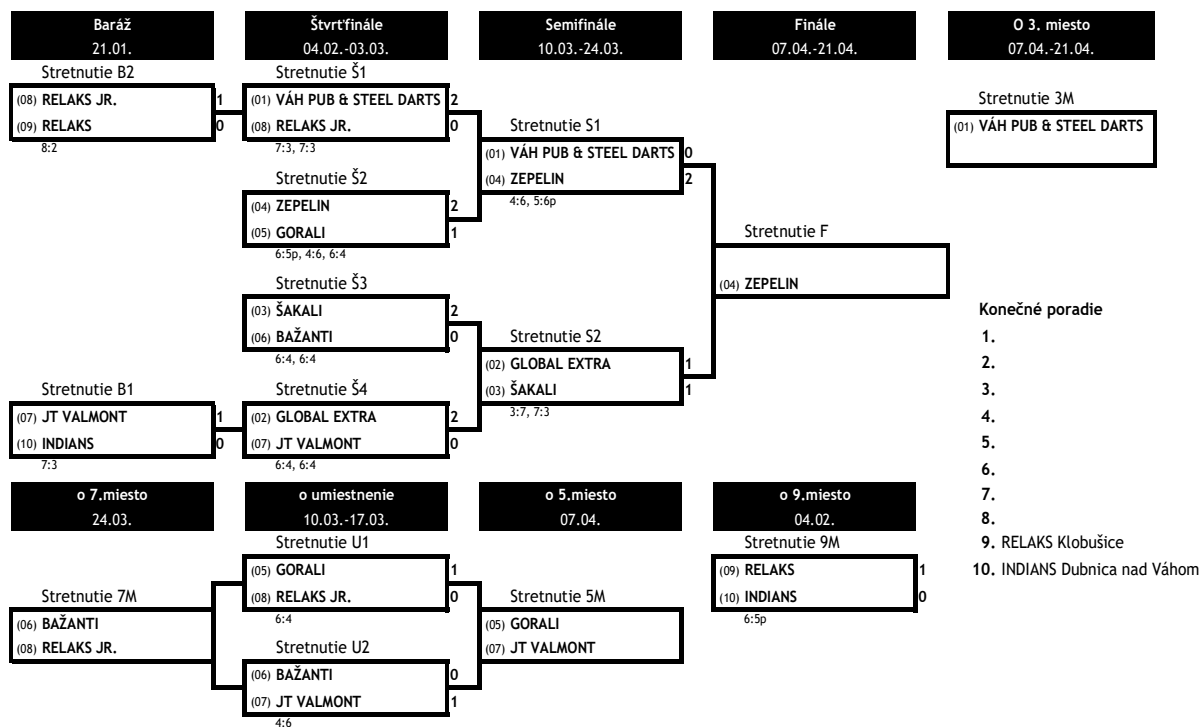 Baráž
21.01.
Štvrťfinále
04.02.-03.03.
Semifinále
10.03.-24.03.
Finále
07.04.-21.04.
O 3. miesto
07.04.-21.04.
Stretnutie B2
(08) RELAKS JR. 1
(09) RELAKS 0
8:2
Stretnutie B1
(07) JT VALMONT 1
(10) INDIANS 0
7:3
Stretnutie Š1
(01) VÁH PUB & STEEL DARTS 2
(08) RELAKS JR. 0
7:3, 7:3
Stretnutie Š2
(04) ZEPELIN 2
(05) GORALI 1
6:5p, 4:6, 6:4
Stretnutie Š3
(03) ŠAKALI 2
(06) BAŽANTI 0
6:4, 6:4
Stretnutie Š4
(02) GLOBAL EXTRA 2
(07) JT VALMONT 0
6:4, 6:4
Stretnutie S1
(01) VÁH PUB & STEEL DARTS 0
(04) ZEPELIN 2
4:6, 5:6p
Stretnutie S2
(02) GLOBAL EXTRA 1
(03) ŠAKALI 1
3:7, 7:3
Stretnutie F
(04) ZEPELIN
Stretnutie 3M
(01) VÁH PUB & STEEL DARTS
Konečné poradie
1.
2.
3.
4.
5.
6.
7.
8.
9. RELAKS Klobušice
10. INDIANS Dubnica nad Váhom
o 7.miesto
24.03.
o umiestnenie
10.03.-17.03.
o 5.miesto
07.04.
o 9.miesto
04.02.
Stretnutie 7M
(06) BAŽANTI
(08) RELAKS JR.
Stretnutie U1
(05) GORALI 1
(08) RELAKS JR. 0
6:4
Stretnutie U2
(06) BAŽANTI 0
(07) JT VALMONT 1
4:6
Stretnutie 5M
(05) GORALI
(07) JT VALMONT
Stretnutie 9M
(09) RELAKS 1
(10) INDIANS 0
6:5p